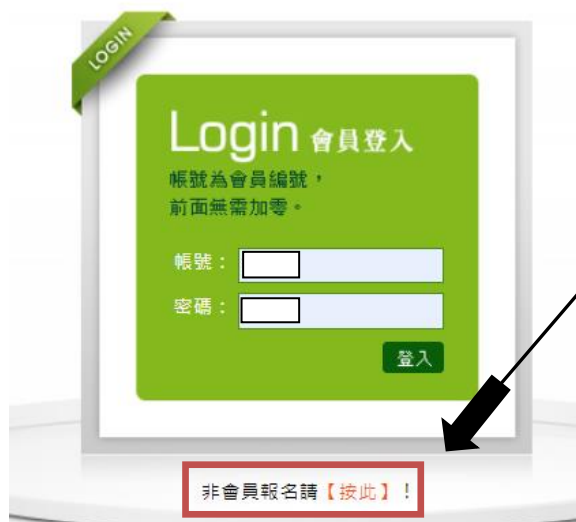 LOGIN
Login 會員登入
帳號為會員編號，
前面無需加零。
帳號：
密碼：
登入
非會員報名請【按此】！